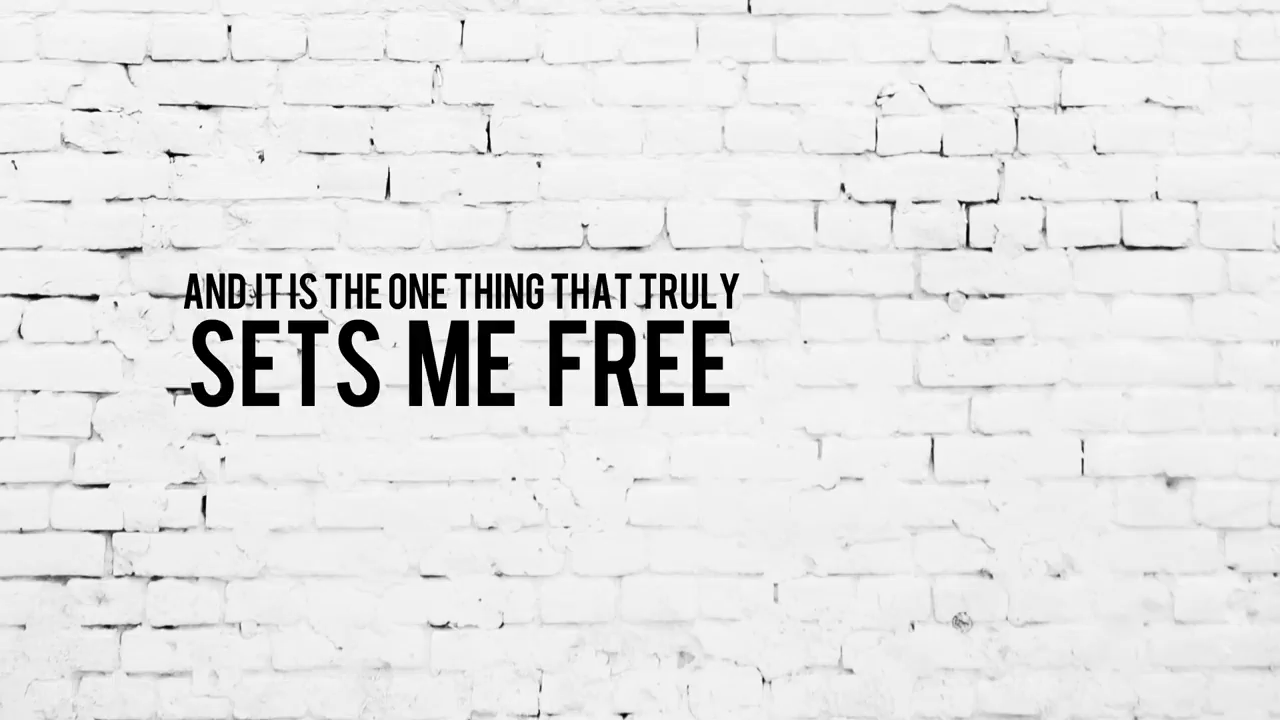 AND IT IS THE ONE THING THAT TRULY
SETS ME FREE